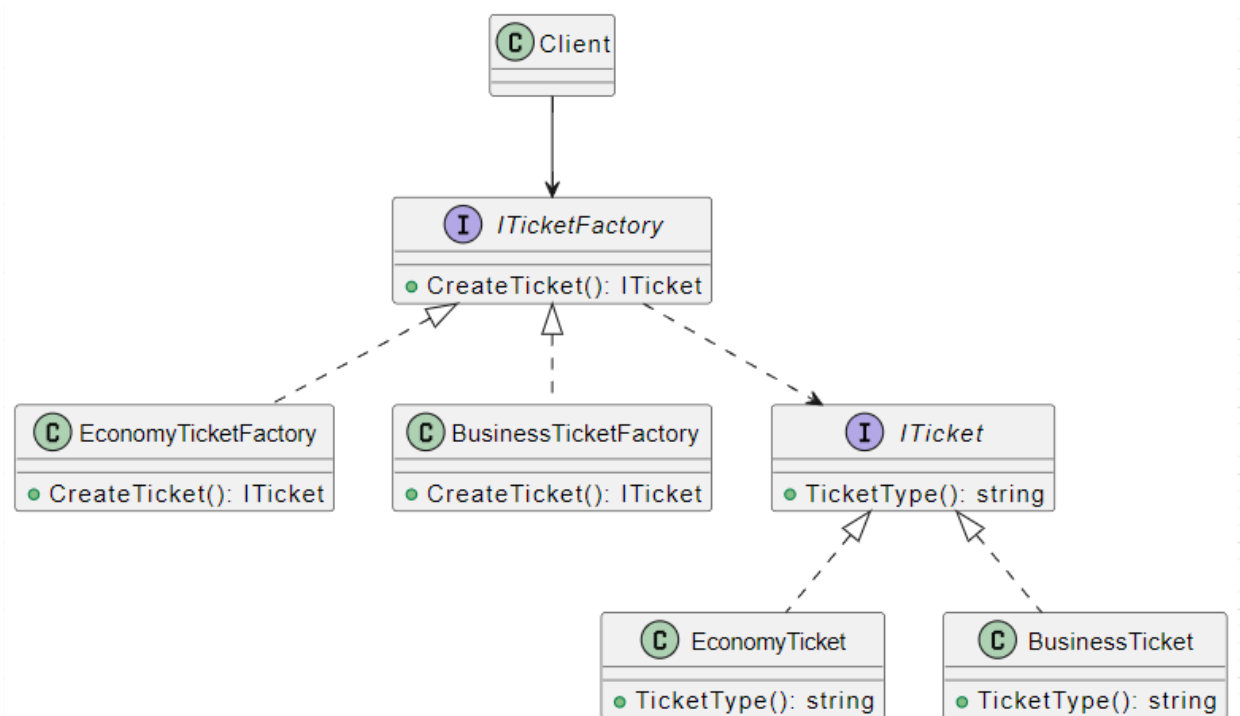 C Client
I ITicketFactory
CreateTicket(): ITicket
C EconomyTicketFactory
CreateTicket(): ITicket
C BusinessTicketFactory
CreateTicket(): ITicket
I ITicket
TicketType(): string
C EconomyTicket
TicketType(): string
C BusinessTicket
TicketType(): string